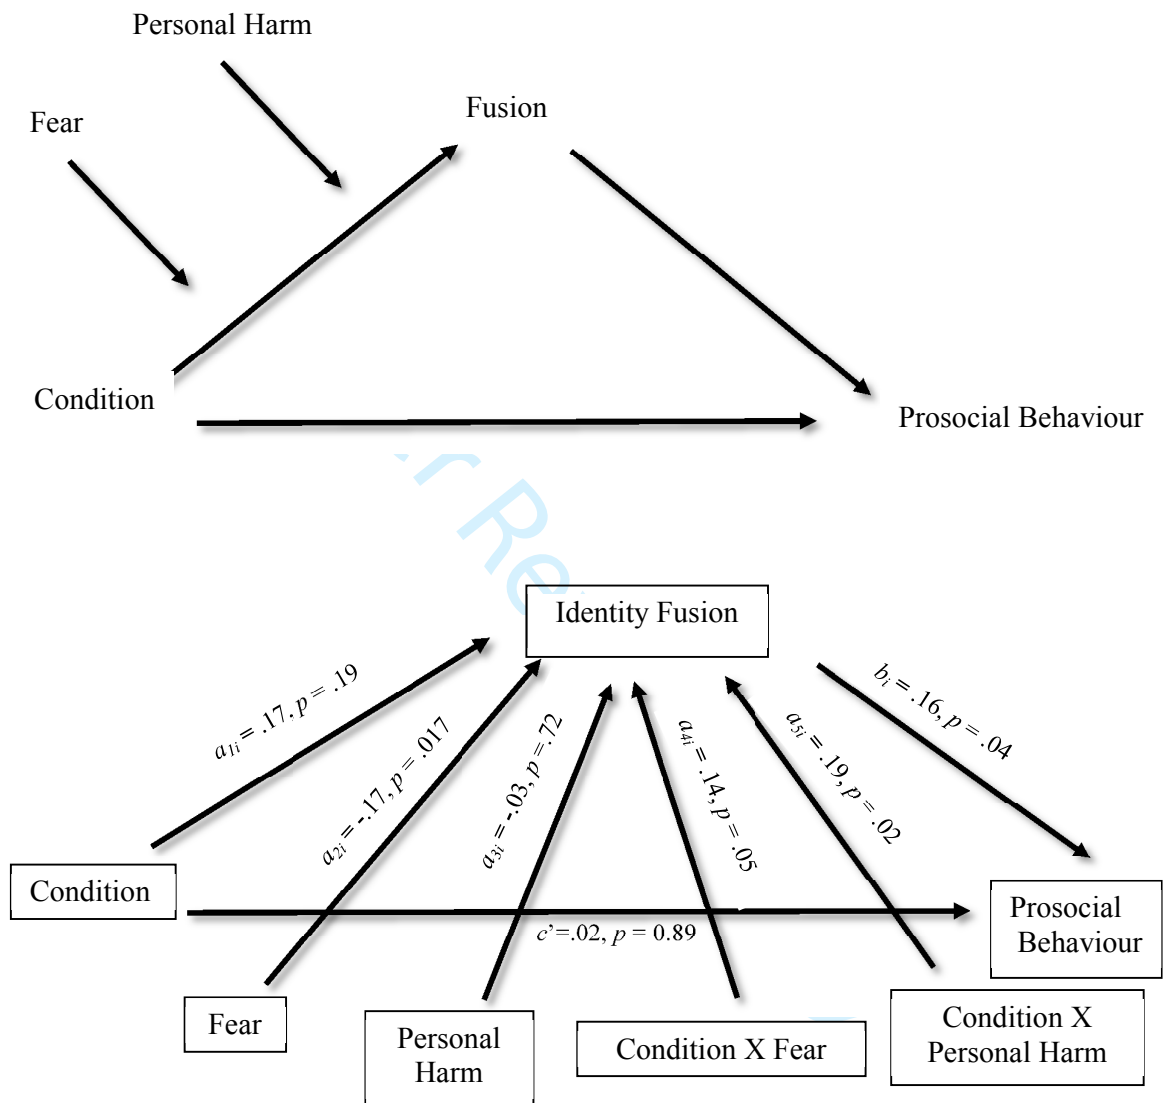 Personal Harm
Fear
Fusion
Condition
Prosocial Behaviour
r Re
Identity Fusion
a1i = .17. p = .19
a2i = -.17, p = .017
a3i = -.03, p = .72
a4i = .14, p = .05
a5i = .19, p = .02
bi = .16, p = .04
Condition
c'=.02, p = 0.89
Prosocial
Behaviour
Fear
Personal
Harm
Condition X Fear
Condition X
Personal Harm